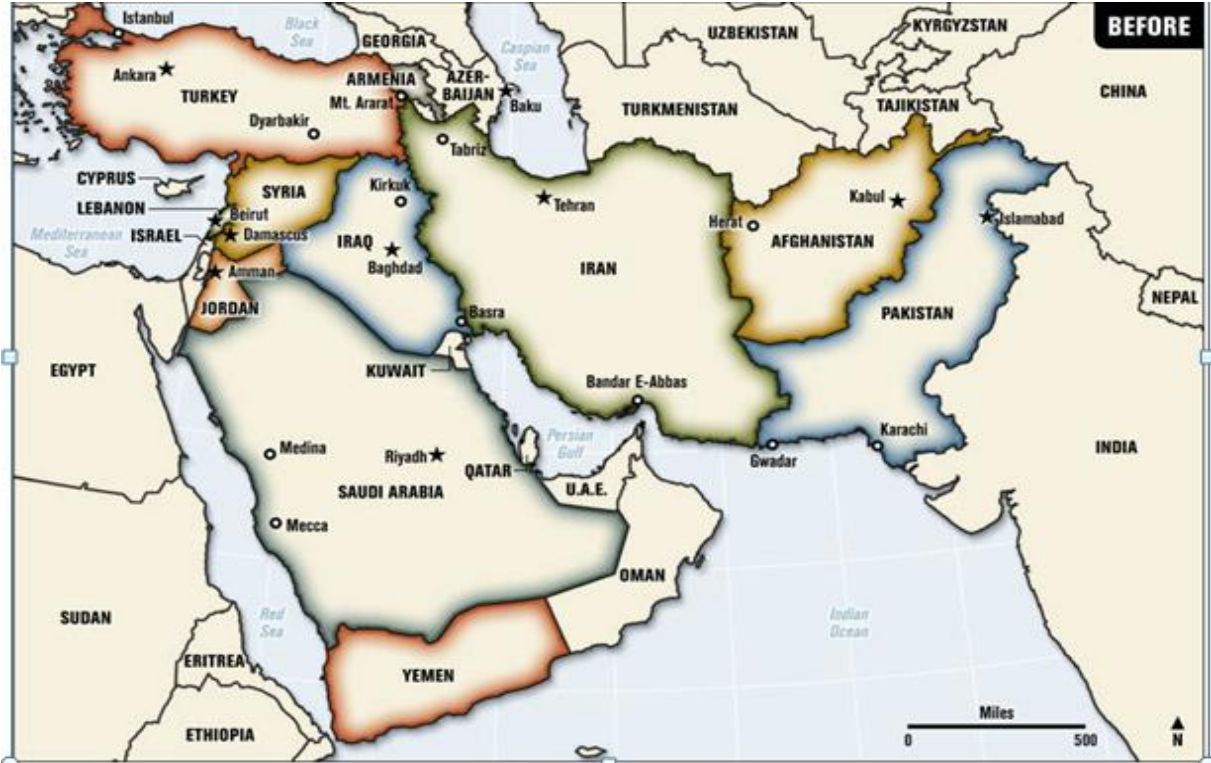 BEFORE
Istanbul
Black
Sea
GEORGIA
Caspian
Sea
UZBEKISTAN
KYRGYZSTAN
Ankara
TURKEY
ARMENIA
AZER-
BAIJAN
Mt. Ararat
Baku
TURKMENISTAN
TAJIKISTAN
CHINA
Dyarbakir
Tabriz
CYPRUS
SYRIA
Kirkuk
Tehran
Kabul
LEBANON
Beirut
Herat
Islamabad
Mediterranean
Sea
ISRAEL
Damascus
IRAQ
Baghdad
AFGHANISTAN
Amman
IRAN
JORDAN
Basra
PAKISTAN
NEPAL
EGYPT
KUWAIT
Bandar E-Abbas
Medina
Riyadh
QATAR
Persian
Gulf
Karachi
Gwadar
INDIA
SAUDI ARABIA
U.A.E.
Mecca
OMAN
SUDAN
Red
Sea
Indian
Ocean
ERITREA
YEMEN
ETHIOPIA
Miles
0 500
N